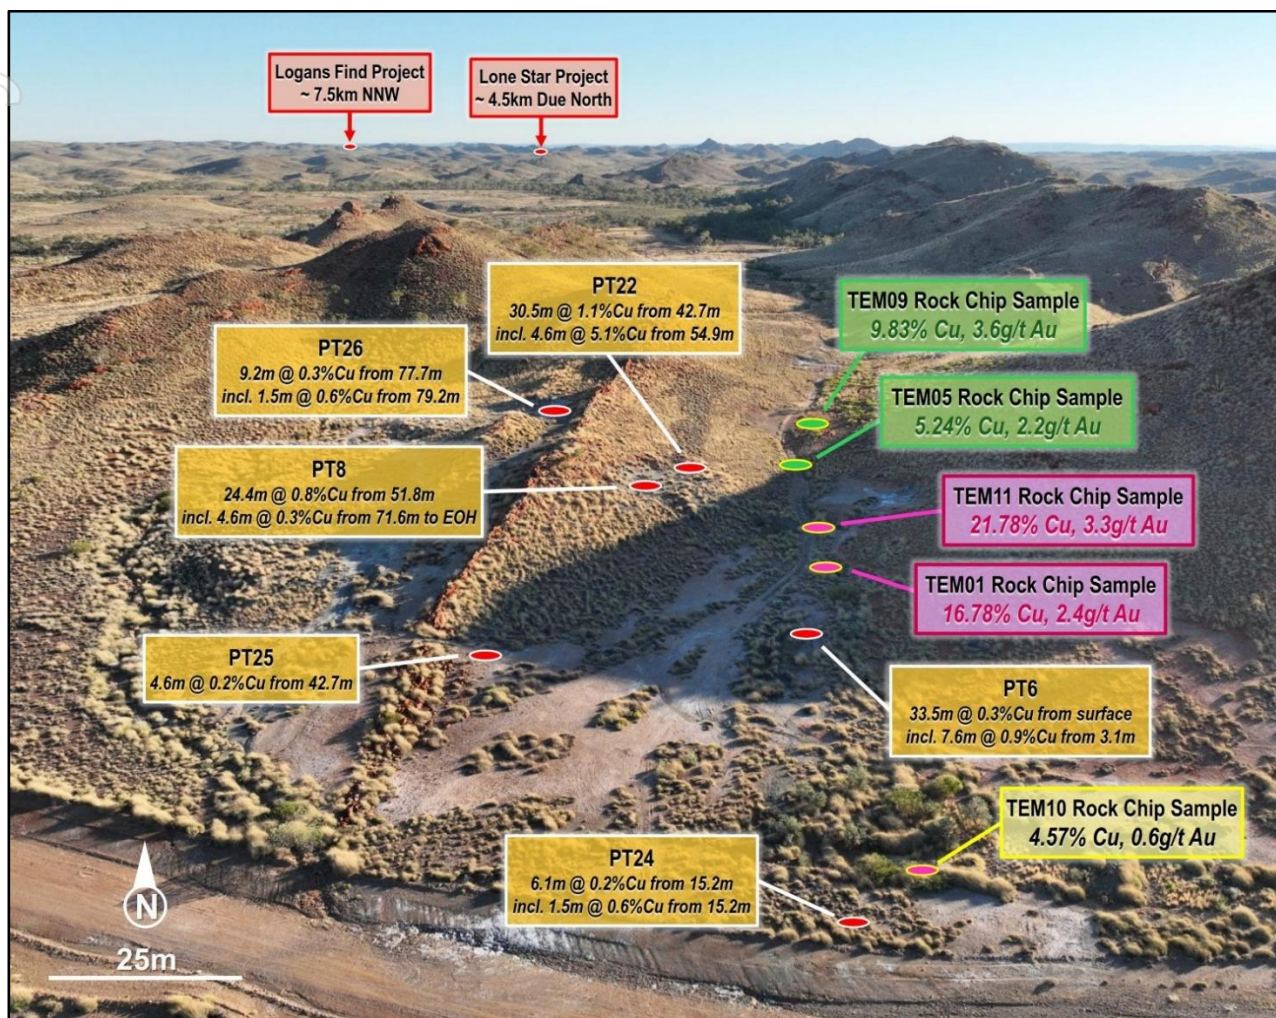 Logans Find Project
~ 7.5km NNW
Lone Star Project
~ 4.5km Due North
PT22
30.5m @ 1.1%Cu from 42.7m
incl. 4.6m @ 5.1%Cu from 54.9m
TEM09 Rock Chip Sample
9.83% Cu, 3.6g/t Au
PT26
9.2m @ 0.3%Cu from 77.7m
incl. 1.5m @ 0.6%Cu from 79.2m
TEM05 Rock Chip Sample
5.24% Cu, 2.2g/t Au
PT8
24.4m @ 0.8%Cu from 51.8m
incl. 4.6m @ 0.3%Cu from 71.6m to EOH
TEM11 Rock Chip Sample
21.78% Cu, 3.3g/t Au
TEM01 Rock Chip Sample
16.78% Cu, 2.4g/t Au
PT25
4.6m @ 0.2%Cu from 42.7m
PT6
33.5m @ 0.3%Cu from surface
incl. 7.6m @ 0.9%Cu from 3.1m
TEM10 Rock Chip Sample
4.57% Cu, 0.6g/t Au
PT24
6.1m @ 0.2%Cu from 15.2m
incl. 1.5m @ 0.6%Cu from 15.2m
N
25m